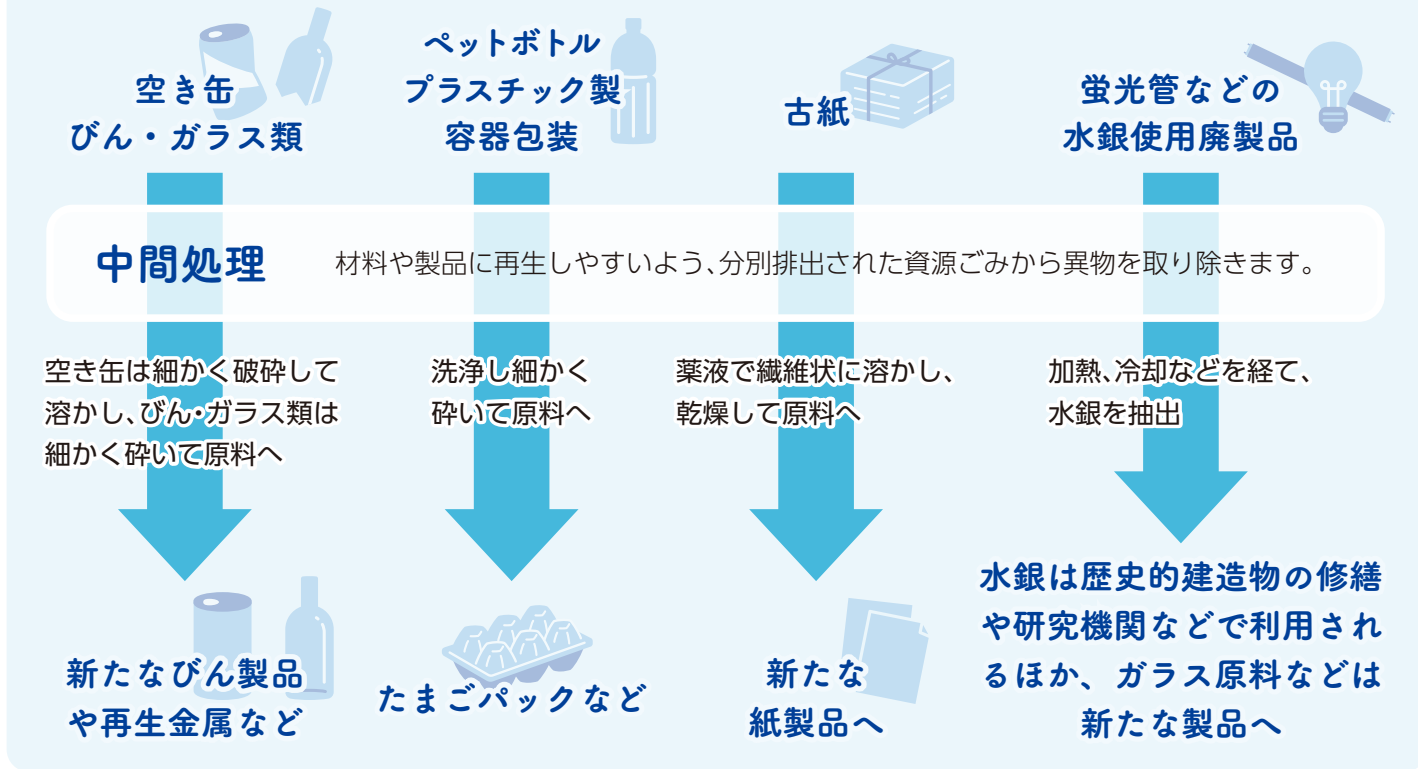 空き缶
びん・ガラス類
ペットボトル
プラスチック製
容器包装
古紙
蛍光管などの
水銀使用廃製品
中間処理
材料や製品に再生しやすいよう、分別排出された資源ごみから異物を取り除きます。
空き缶は細かく破砕して
溶かし、びん・ガラス類は
細かく砕いて原料へ
洗浄し細かく
砕いて原料へ
薬液で繊維状に溶かし、
乾燥して原料へ
加熱、冷却などを経て、
水銀を抽出
新たなびん製品
や再生金属など
たまごパックなど
新たな
紙製品へ
水銀は歴史的建造物の修繕
や研究機関などで利用され
るほか、ガラス原料などは
新たな製品へ